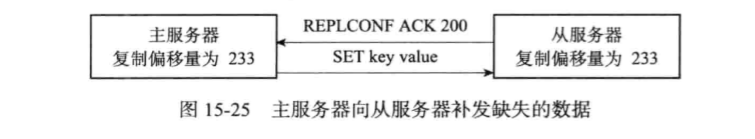 主服务器
复制偏移量为 233
REPLCONF ACK 200
SET key value
从服务器
复制偏移量为 233
图 15-25 主服务器向从服务器补发缺失的数据